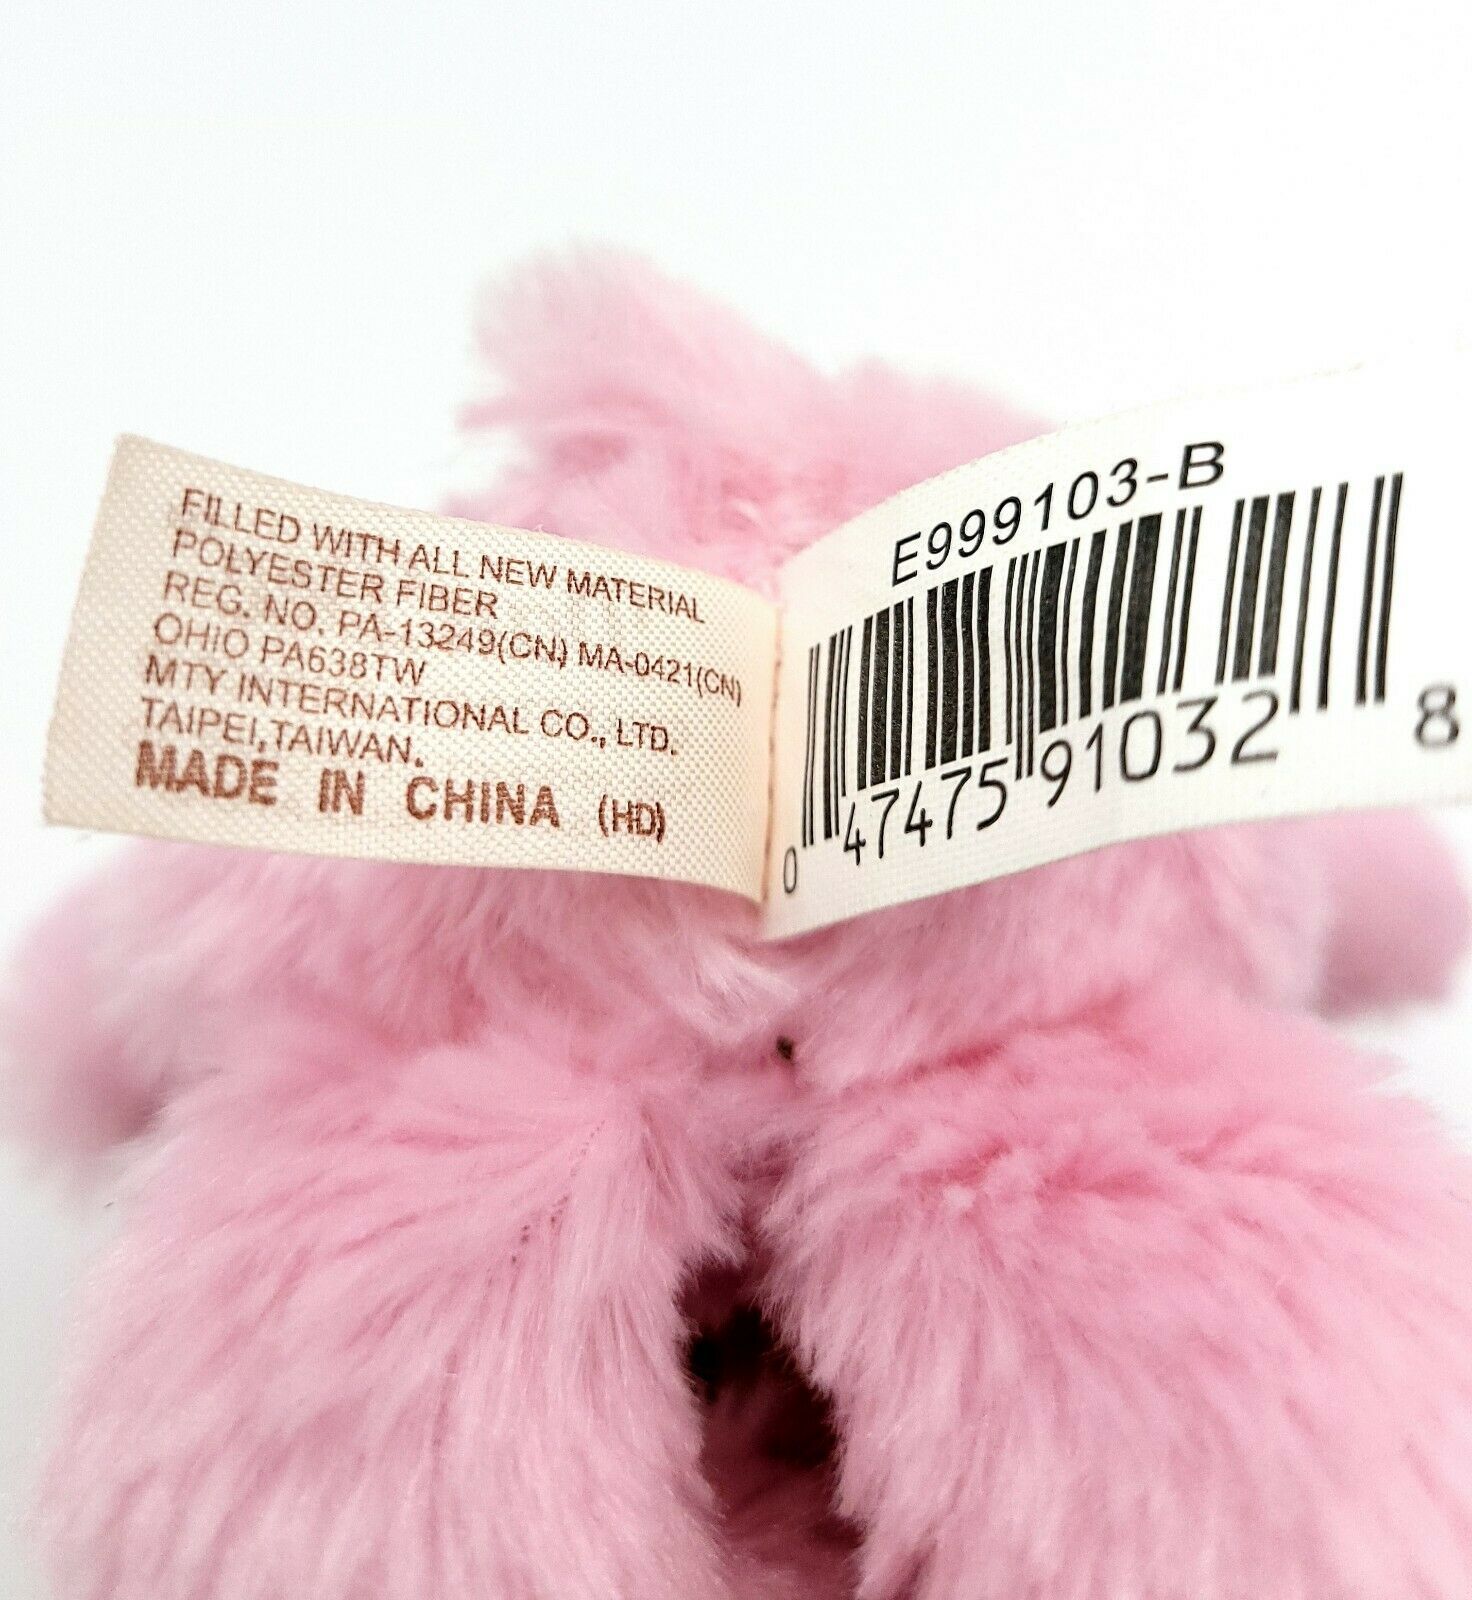 FILLED WITH ALL NEW MATERIAL
POLYESTER FIBER
REG. NO. PA-13249(CN) MA-0421(CN)
OHIO PA638TW
MTY INTERNATIONAL CO., LTD.
TAIPEI,TAIWAN.
MADE IN CHINA (HD)
E999103-B
0 47475 91032 8